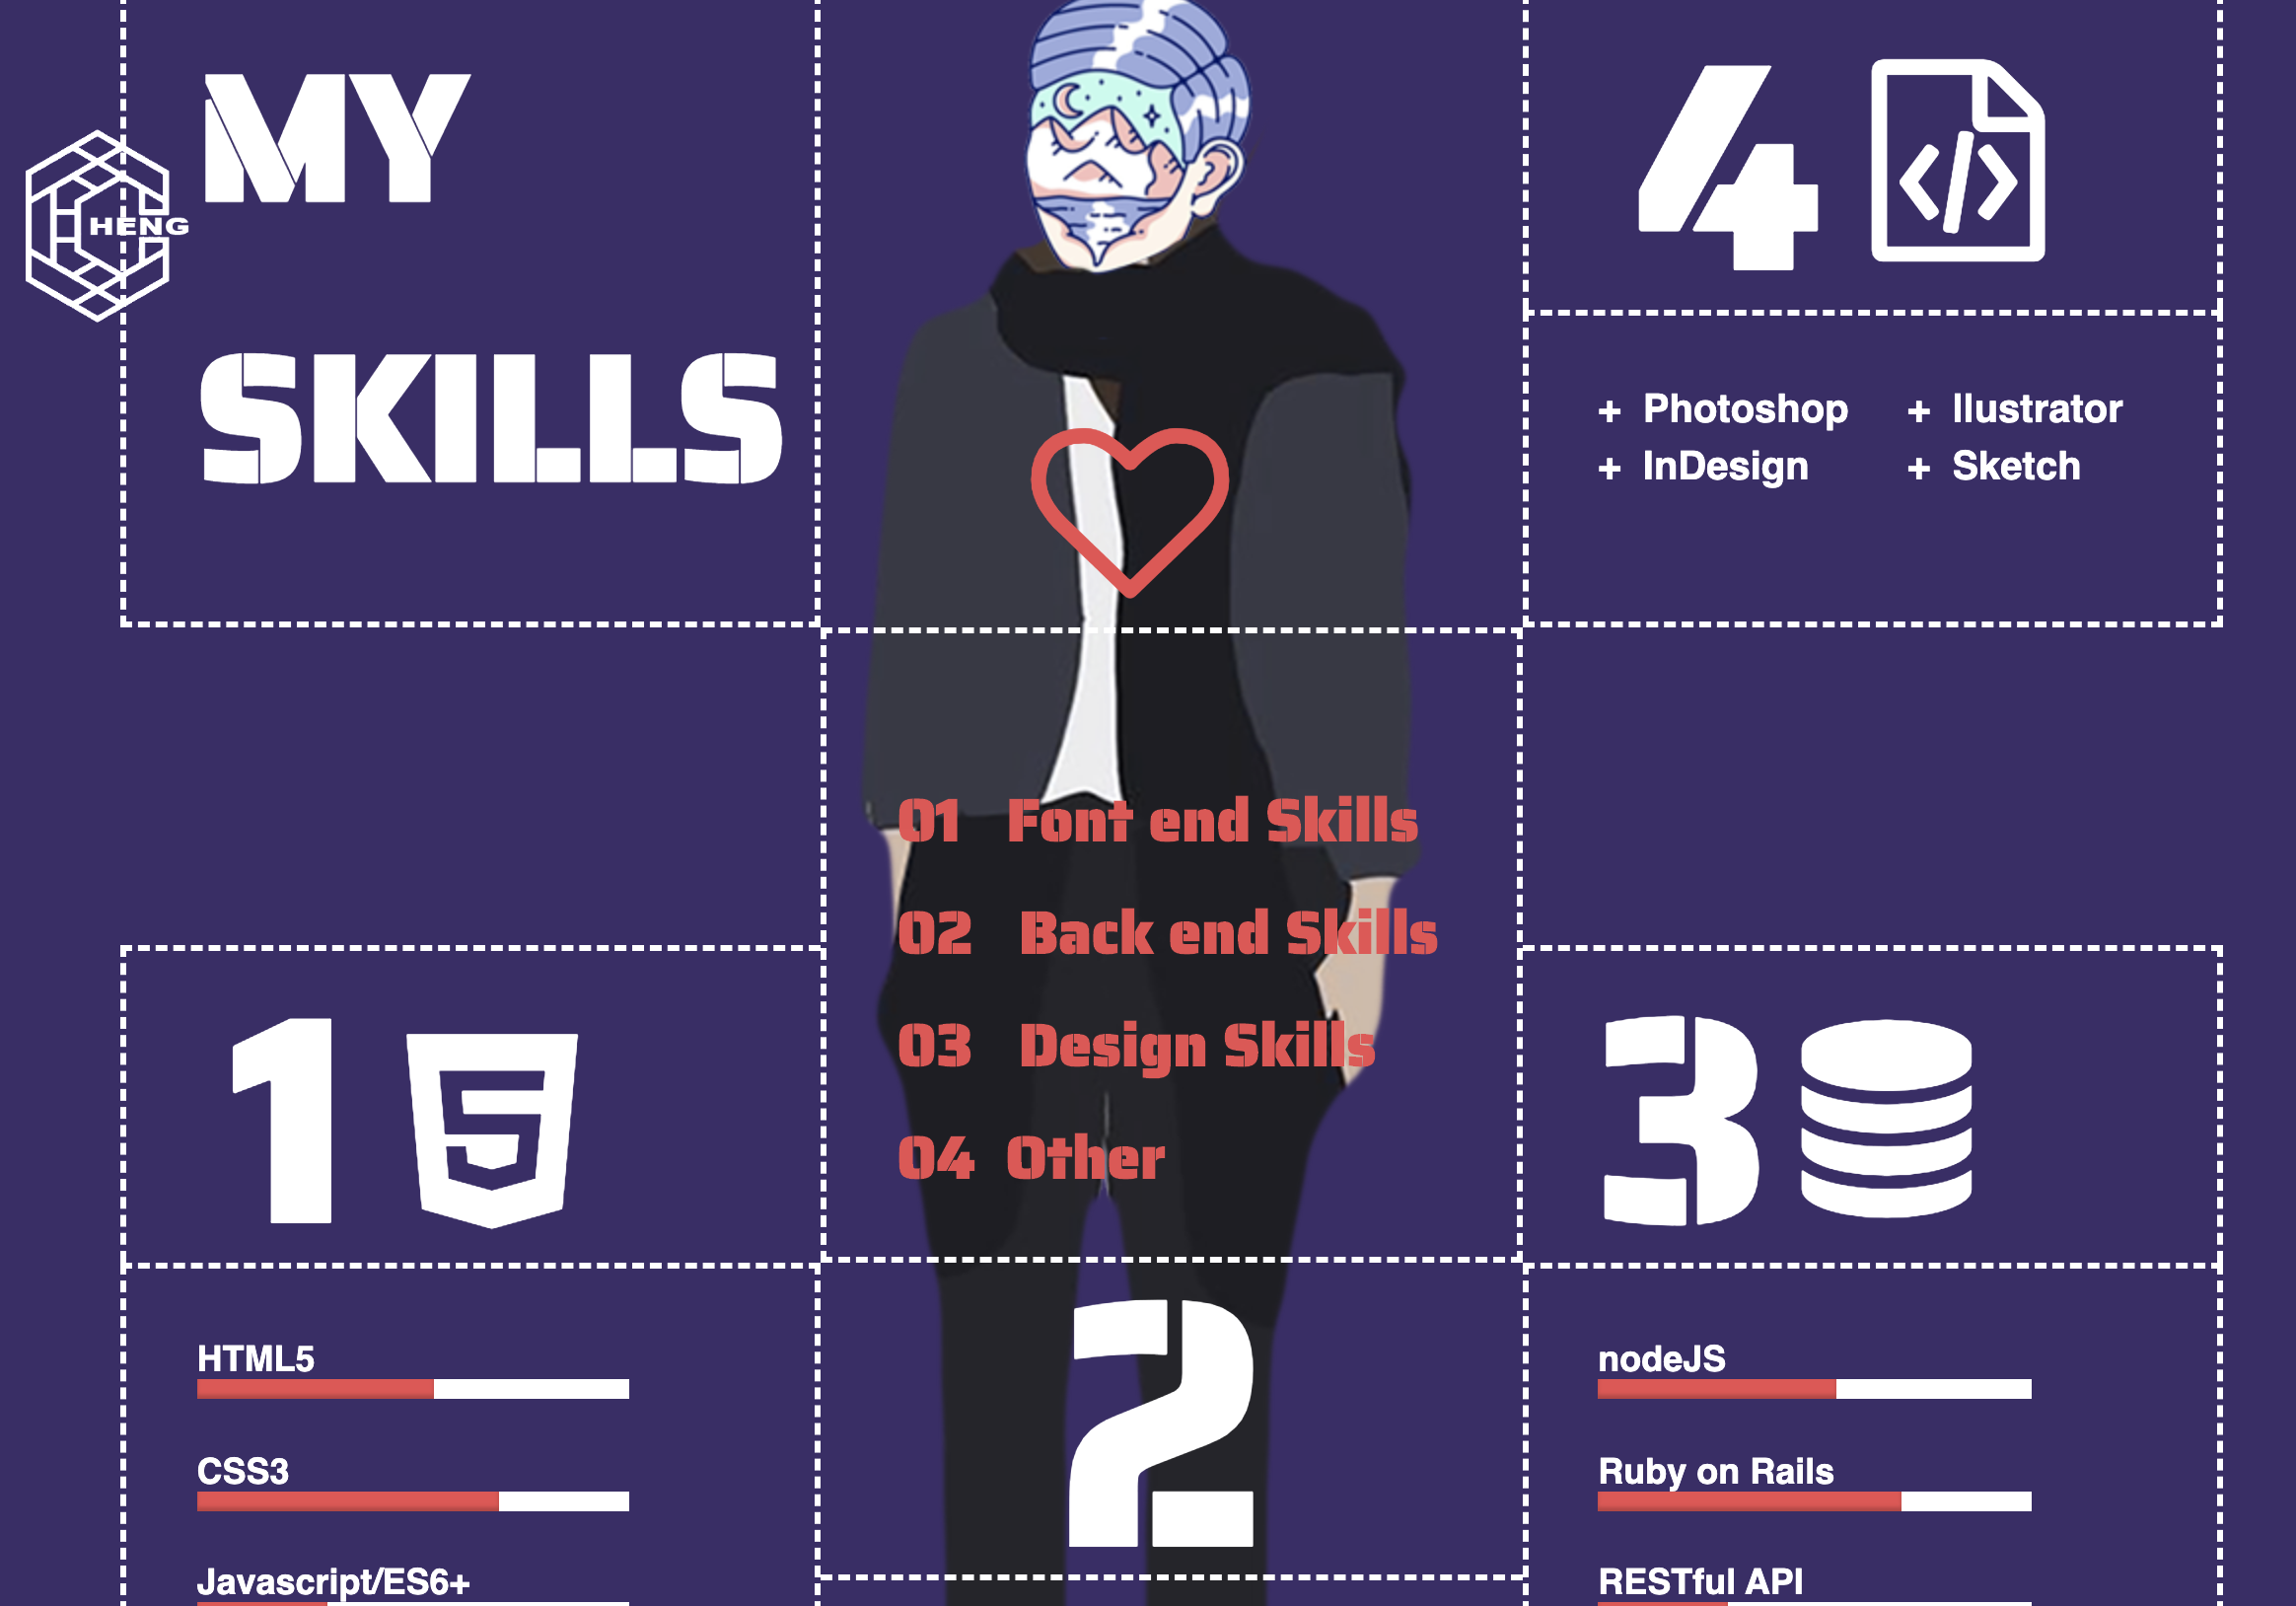 MY
SKILLS
HENG
4
+ Photoshop
+ llustrator
+ InDesign
+ Sketch
01 Font end Skills
02 Back end Skills
03 Design Skills
04 Other
1
HTML5
CSS3
Javascript/ES6+
2
3
nodeJS
Ruby on Rails
RESTful API